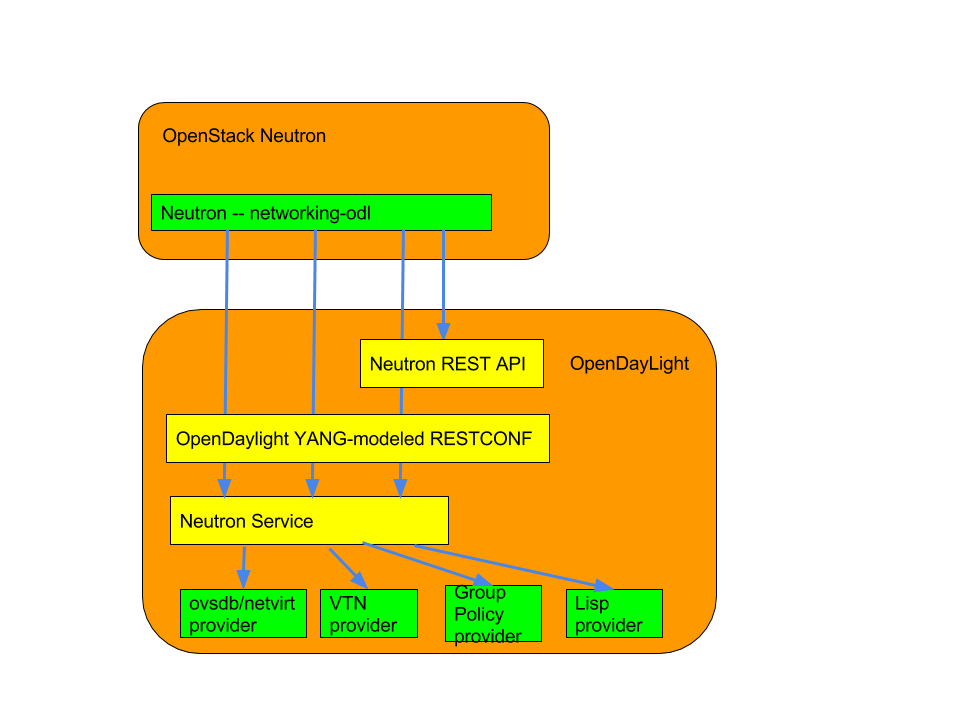 OpenStack Neutron
Neutron -- networking-odl
Neutron REST API
OpenDayLight
OpenDaylight YANG-modeled RESTCONF
Neutron Service
ovsdb/netvirt
provider
VTN
provider
Group
Policy
provider
Lisp
provider